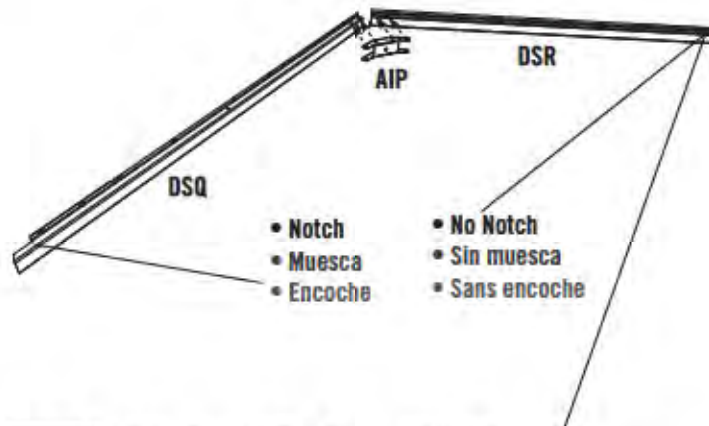 DSR
AIP
DSQ
• Notch
• Muesca
• Encoche
• No Notch
• Sin muesca
• Sans encoche